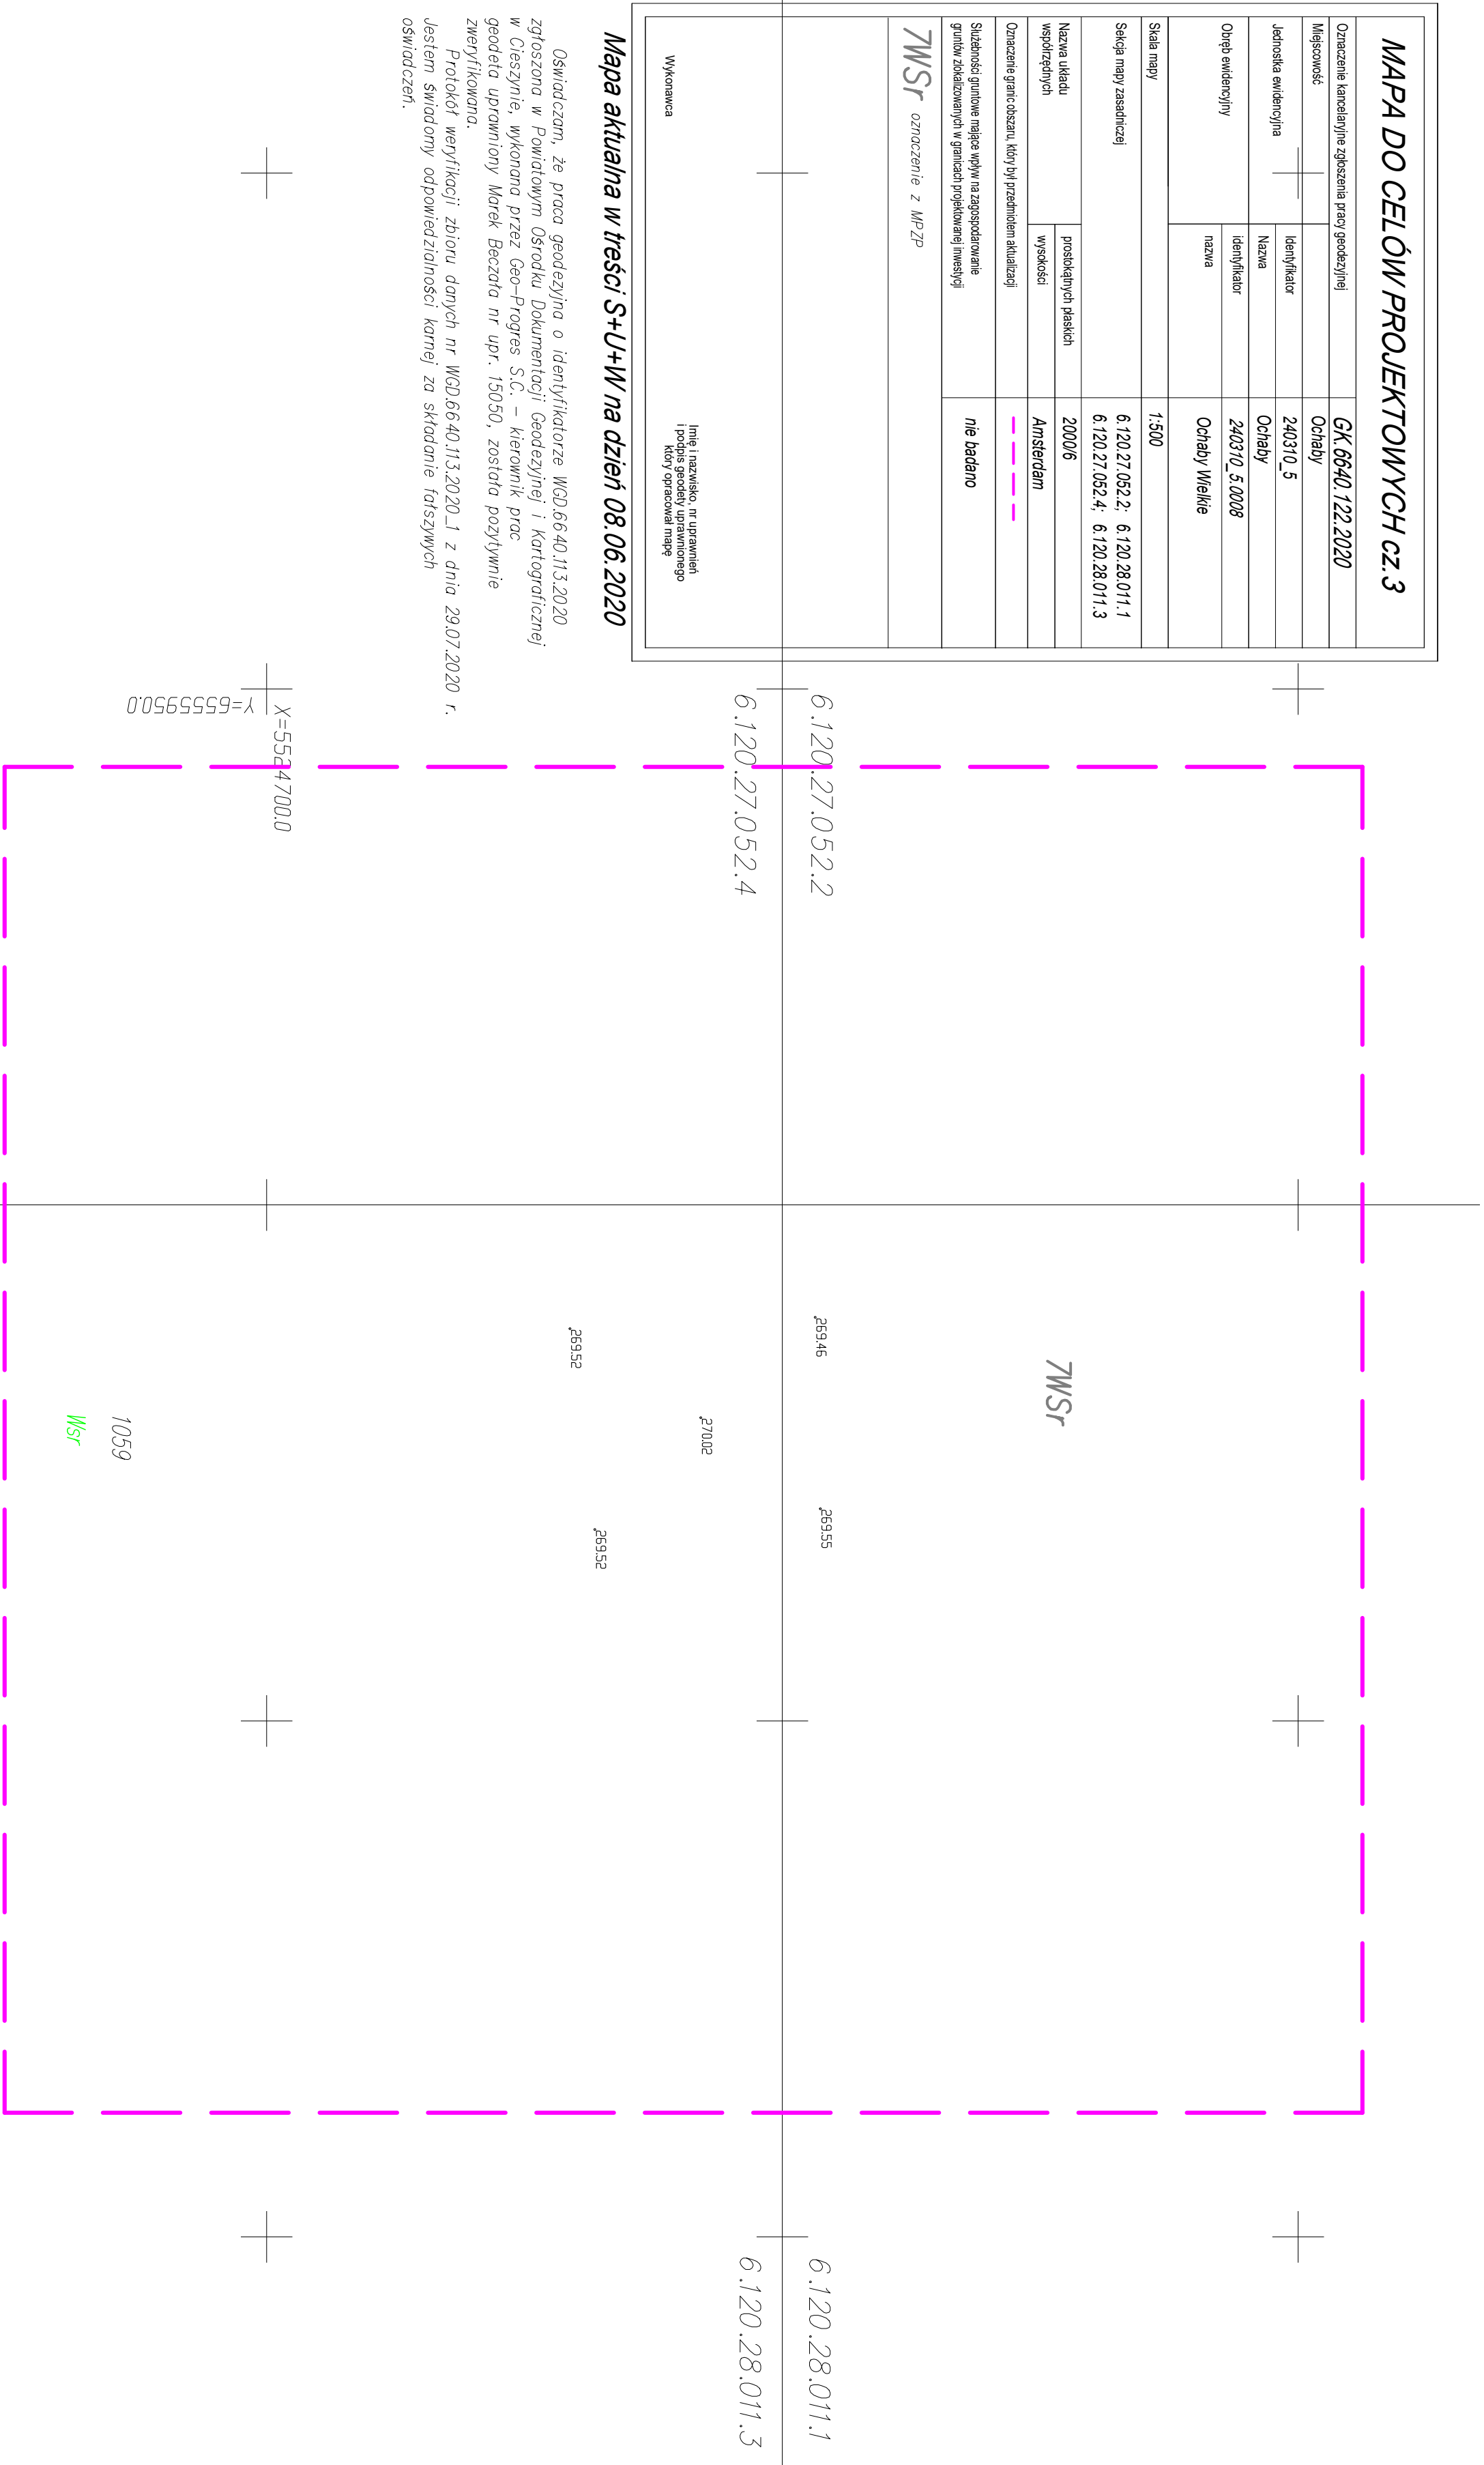 MAPA DO CELÓW PROJEKTOWYCH cz.3
Oznaczenie kancelaryjne zgłoszenia pracy geodezyjnej
GK.6640.122.2020
Miejscowość
Ochaby
Jednostka ewidencyjna
Identyfikator
240310_5
Nazwa
Ochaby
Obręb ewidencyjny
identyfikator
240310_5.0008
nazwa
Ochaby Wielkie
Skala mapy
1:500
Sekcja mapy zasadniczej
6.120.27.052.2; 6.120.28.011.1
6.120.27.052.4; 6.120.28.011.3
Nazwa układu
współrzędnych
prostokątnych płaskich
2000/6
wysokości
Amsterdam
Oznaczenie granic obszaru, który był przedmiotem aktualizacji
Służebności gruntowe mające wpływ na zagospodarowanie
gruntów zlokalizowanych w granicach projektowanej inwestycji
nie badano
7WSr oznaczenie z MPZP
Wykonawca
Imię i nazwisko, nr uprawnień
i podpis geodety uprawnionego
który opracował mapę
Mapa aktualna w treści S+U+W na dzień 08.06.2020
Oświadczam, że praca geodezyjna o identyfikatorze WGD.6640.113.2020
zgłoszona w Powiatowym Ośrodku Dokumentacji Geodezyjnej i Kartograficznej
w Cieszynie, wykonana przez Geo-Progres S.C. - kierownik prac
geodeta uprawniony Marek Beczała nr upr. 15050, została pozytywnie
zweryfikowana.
Protokół weryfikacji zbioru danych nr WGD.6640.113.2020_1 z dnia 29.07.2020 r.
Jestem świadomy odpowiedzialności karnej za składanie fałszywych
oświadczeń.
6.120.27.052.2
6.120.27.052.4
X=5524700.0
Y=6555950.0
7WSr
269.46
269.55
270.02
269.52
269.52
1059
Wsr
6.120.28.011.1
6.120.28.011.3